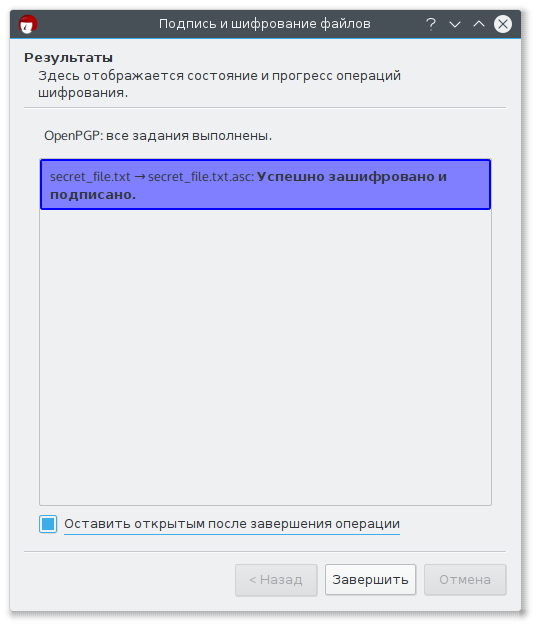 Подпись и шифрование файлов
Результаты
Здесь отображается состояние и прогресс операций
шифрования.
OpenPGP: все задания выполнены.
secret_file.txt → secret_file.txt.asc: Успешно зашифровано и
подписано.
Оставить открытым после завершения операции
< Назад
Завершить
Отмена